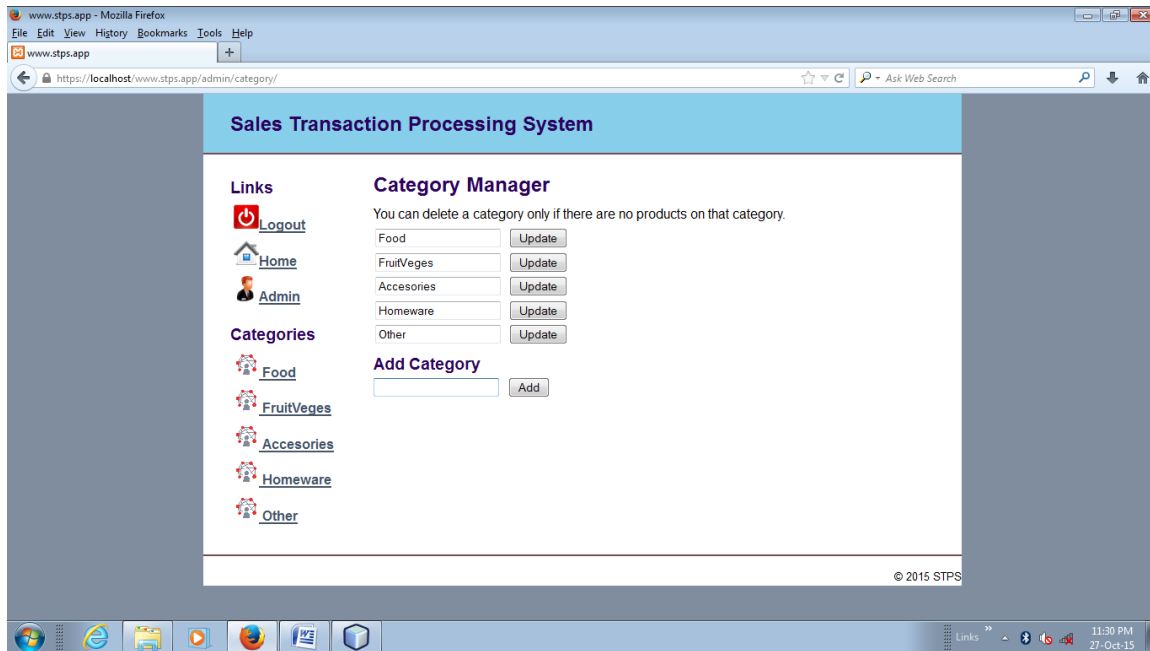 www.stps.app - Mozilla Firefox
File Edit View History Bookmarks Tools Help
www.stps.app +
https://localhost/www.stps.app/admin/category/
Ask Web Search
Sales Transaction Processing System
Links
Logout
Home
Admin
Categories
Food
FruitVeges
Accesories
Homeware
Other
Category Manager
You can delete a category only if there are no products on that category.
Food Update
FruitVeges Update
Accesories Update
Homeware Update
Other Update
Add Category
Add
© 2015 STPS
Links
11:30 PM
27-Oct-15